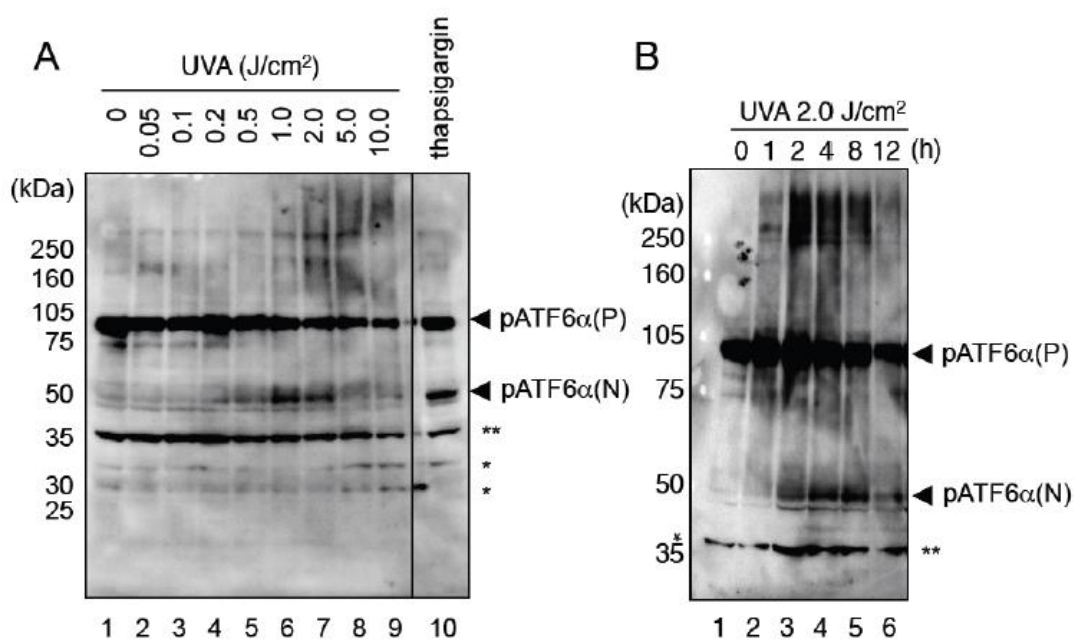 A
UVA (J/cm²)
0 0.05 0.1 0.2 0.5 1.0 2.0 5.0 10.0 thapsigargin
(kDa)
250
160
105
75
50
35
30
25
pATF6α(P)
pATF6α(N)
**
*
*
1 2 3 4 5 6 7 8 9 10
B
UVA 2.0 J/cm²
0 1 2 4 8 12 (h)
(kDa)
250
160
105
75
50
35
*
pATF6α(P)
pATF6α(N)
**
1 2 3 4 5 6